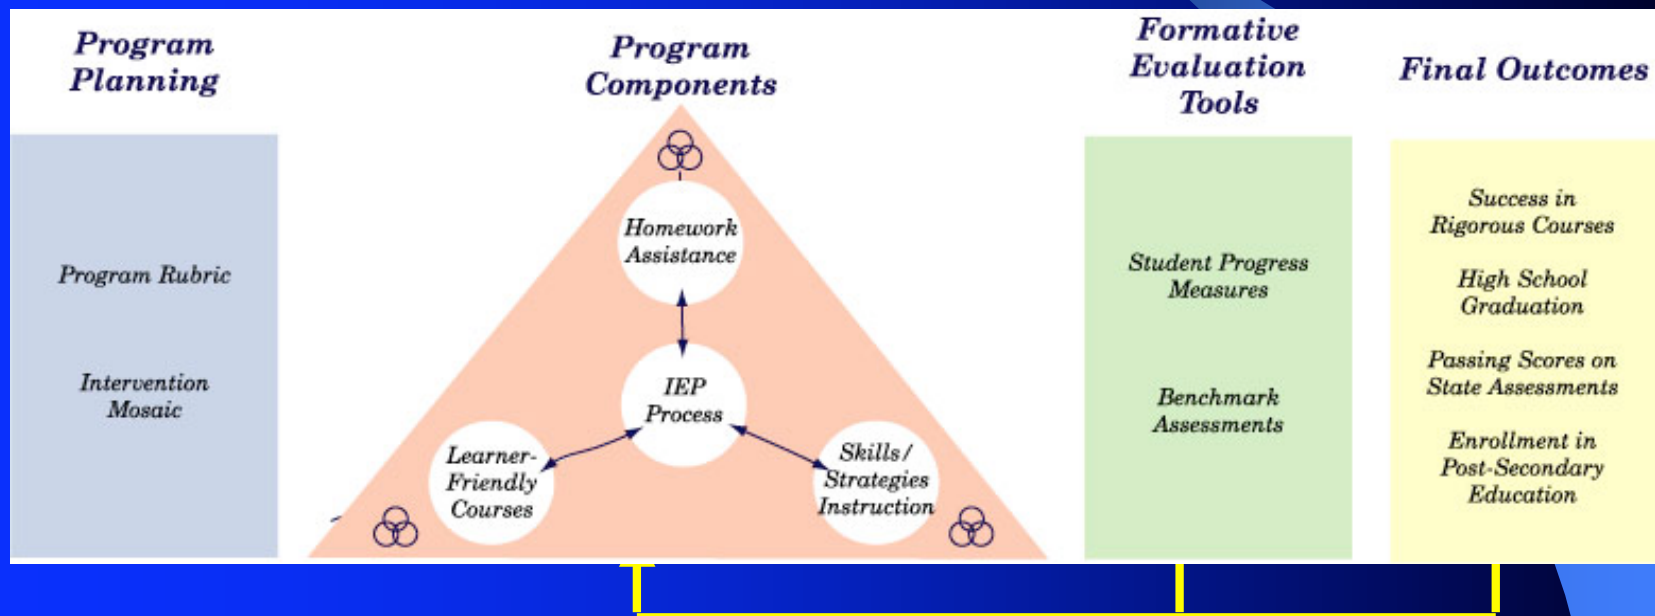 Program
Planning
Program Rubric
Intervention
Mosaic
Program
Components
Homework
Assistance
IEP
Process
Learner-
Friendly
Courses
Skills/
Strategies
Instruction
Formative
Evaluation
Tools
Student Progress
Measures
Benchmark
Assessments
Final Outcomes
Success in
Rigorous Courses
High School
Graduation
Passing Scores on
State Assessments
Enrollment in
Post-Secondary
Education